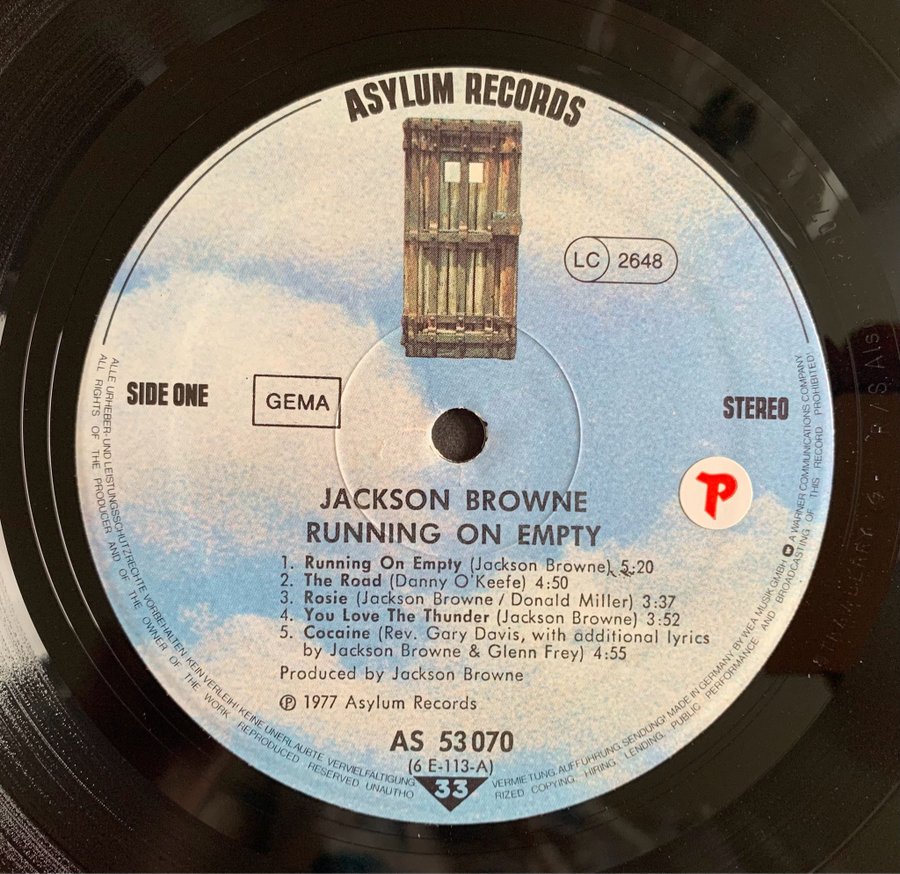 ASYLUM RECORDS
LC 2648
SIDE ONE
GEMA
STEREO
P
JACKSON BROWNE
RUNNING ON EMPTY
1. Running On Empty (Jackson Browne) 5:20
2. The Road (Danny O'Keefe) 4:50
3. Rosie (Jackson Browne / Donald Miller) 3:37
4. You Love The Thunder (Jackson Browne) 3:52
5. Cocaine (Rev. Gary Davis, with additional lyrics
by Jackson Browne & Glenn Frey) 4:55
Produced by Jackson Browne
℗ 1977 Asylum Records
AS 53 070
(6 E-113-A)
33
ALLE URHEBER- UND LEISTUNGSSCHUTZRECHTE VORBEHALTEN KEIN VERLEIH! KEINE UNERLAUBTE VERVIELFÄLTIGUNG, VERMIETUNG, AUFFÜHRUNG, SENDUNG! MADE IN GERMANY BY WEA MUSIK GMBH A WARNER COMMUNICATIONS COMPANY
ALL RIGHTS OF THE PRODUCER AND OF THE OWNER OF THE WORK REPRODUCED RESERVED UNAUTHORIZED COPYING, HIRING, LENDING, PUBLIC PERFORMANCE AND BROADCASTING OF THIS RECORD PROHIBITED!